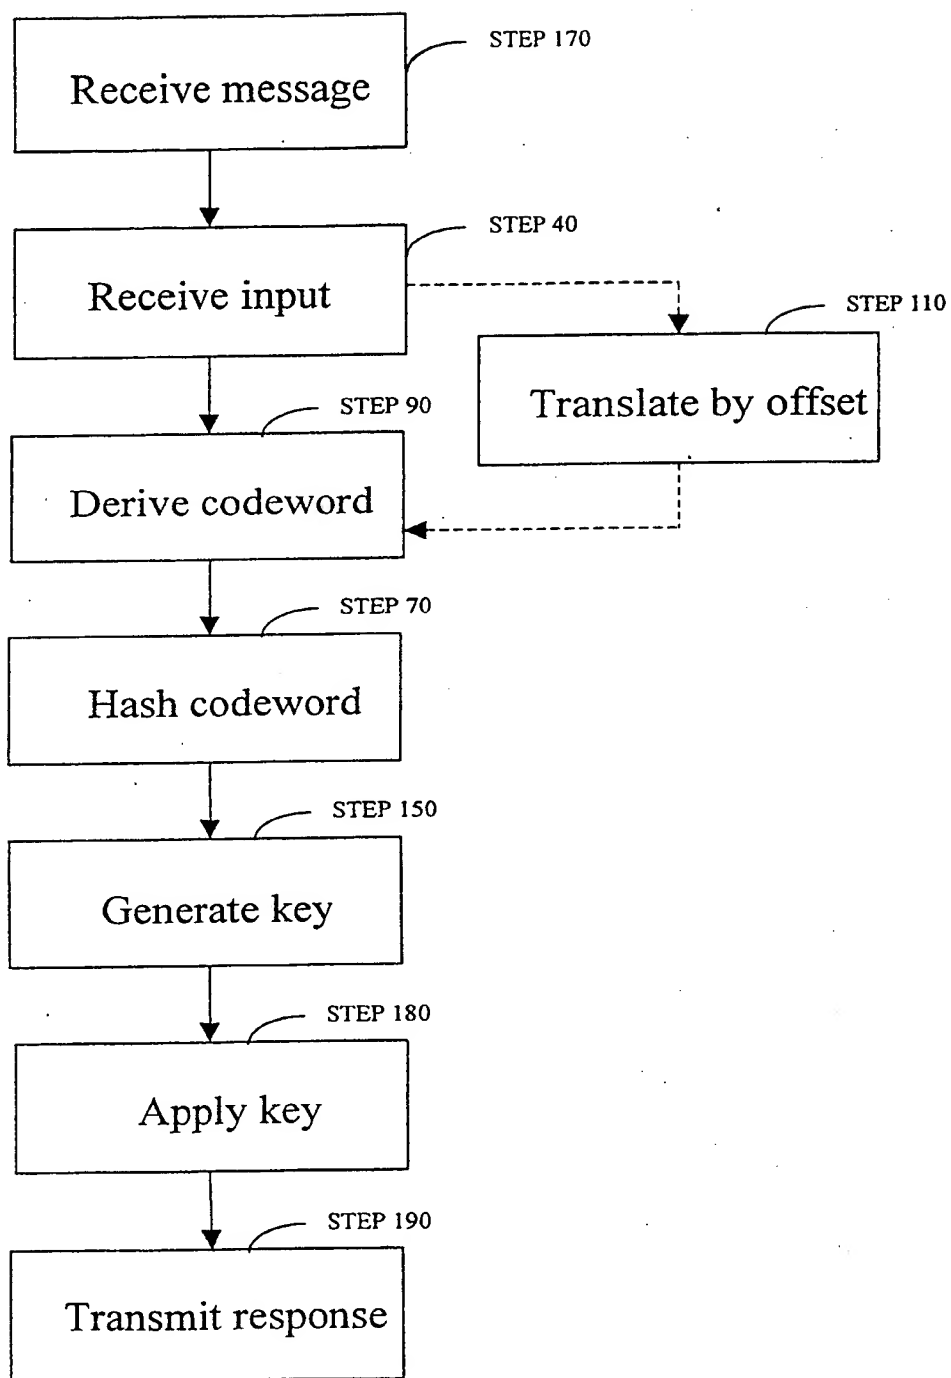 STEP 170
Receive message
STEP 40
Receive input
STEP 110
Translate by offset
STEP 90
Derive codeword
STEP 70
Hash codeword
STEP 150
Generate key
STEP 180
Apply key
STEP 190
Transmit response